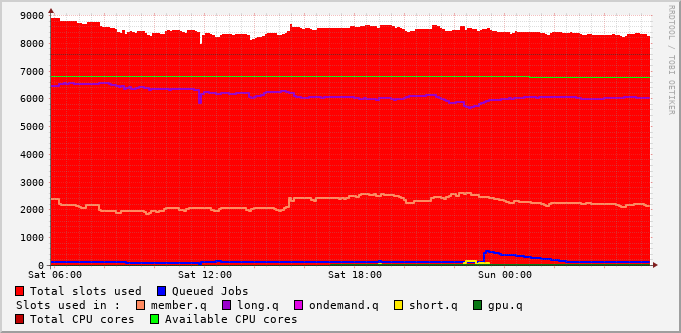 9000
8000
7000
6000
5000
4000
3000
2000
1000
0
Sat 06:00 Sat 12:00 Sat 18:00 Sun 00:00
RRDTOOL / TOBI OETIKER
Total slots used Queued Jobs
Slots used in : member.q long.q ondemand.q short.q gpu.q
Total CPU cores Available CPU cores